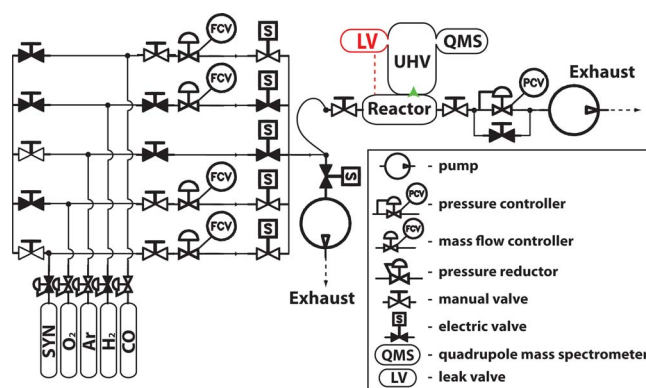 FCV
S
LV
UHV
QMS
FCV
S
Reactor
PCV
Exhaust
S
S
FCV
S
FCV
S
Exhaust
SYN
O₂
Ar
H₂
CO
- pump
PCV
- pressure controller
FCV
- mass flow controller
- pressure reductor
- manual valve
S
- electric valve
QMS - quadrupole mass spectrometer
LV - leak valve